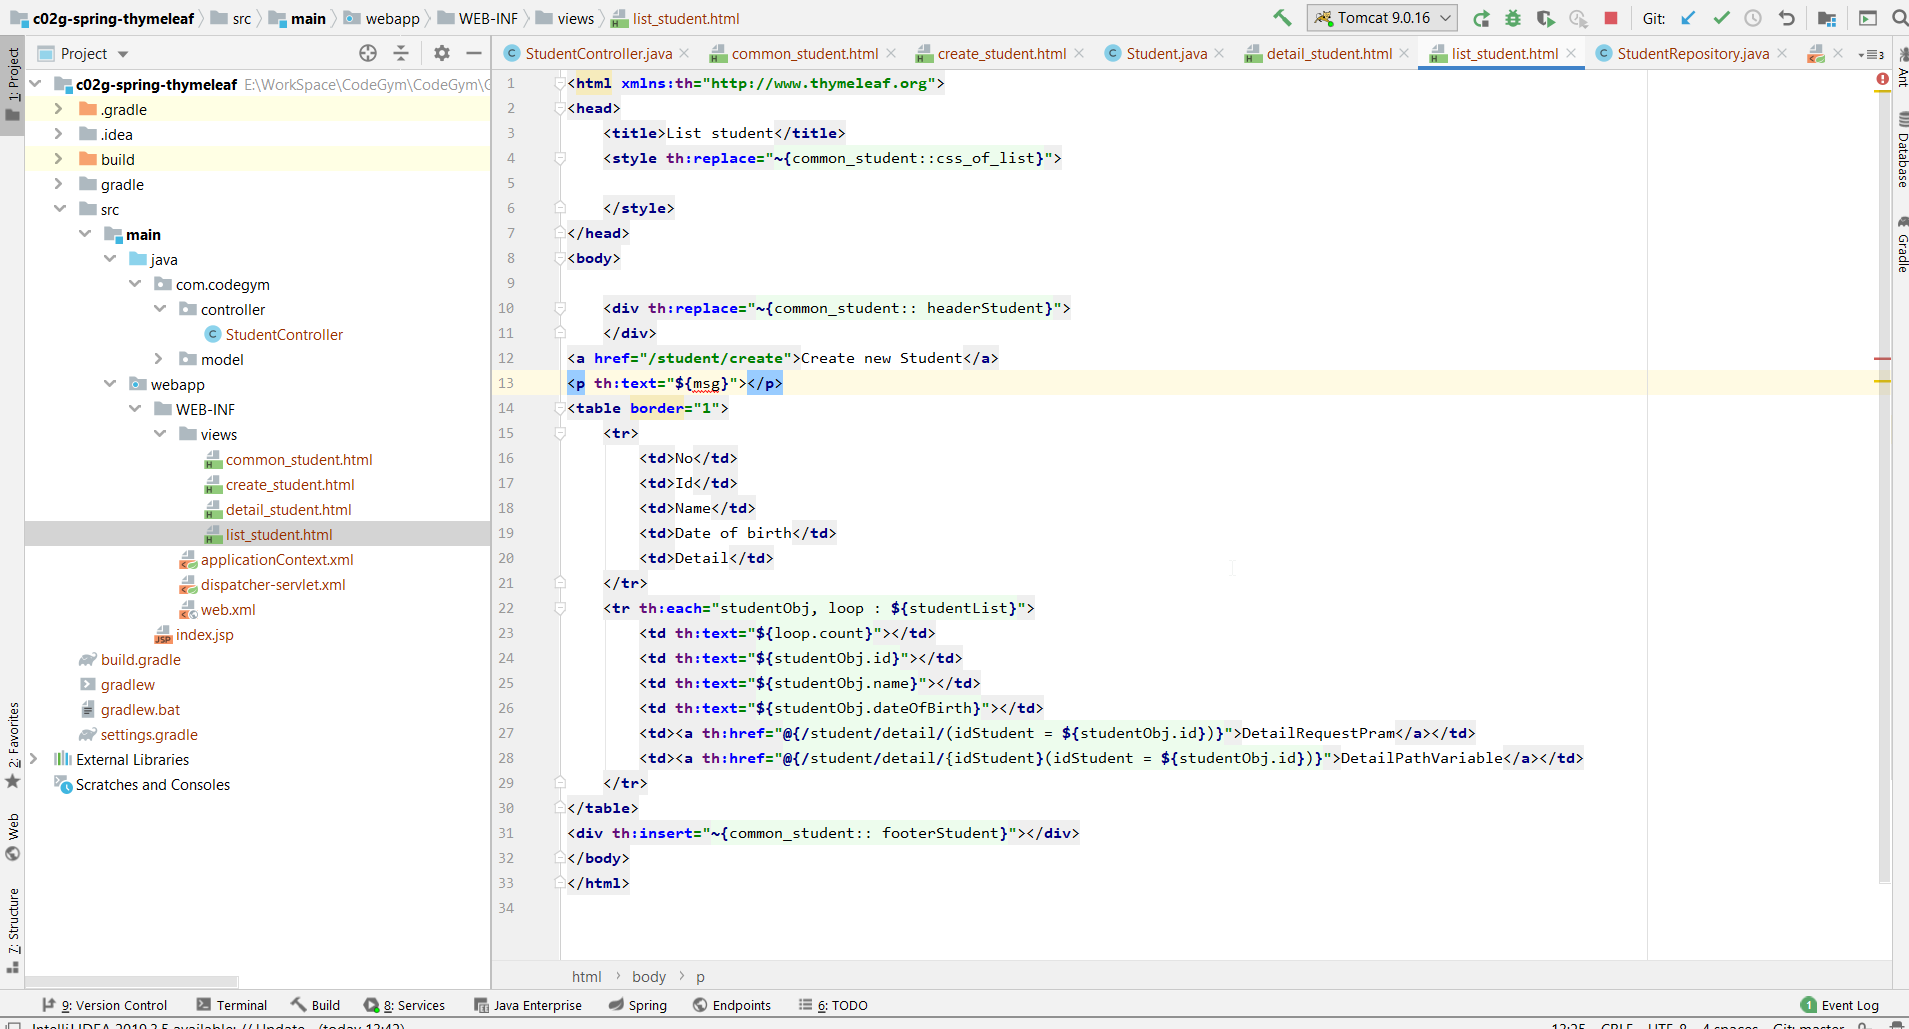 c02g-spring-thymeleaf src main webapp WEB-INF views list_student.html Tomcat 9.0.16 Git:
Project
StudentController.java common_student.html create_student.html Student.java detail_student.html list_student.html StudentRepository.java 3
1: Project
2: Favorites
Web
7: Structure
Ant
Database
Gradle
c02g-spring-thymeleaf E:\WorkSpace\CodeGym\CodeGym\C
.gradle
.idea
build
gradle
src
main
java
com.codegym
controller
StudentController
model
webapp
WEB-INF
views
common_student.html
create_student.html
detail_student.html
list_student.html
applicationContext.xml
dispatcher-servlet.xml
web.xml
index.jsp
build.gradle
gradlew
gradlew.bat
settings.gradle
External Libraries
Scratches and Consoles
1 <html xmlns:th="http://www.thymeleaf.org">
2 <head>
3 <title>List student</title>
4 <style th:replace="~{common_student::css_of_list}">
5
6 </style>
7 </head>
8 <body>
9
10 <div th:replace="~{common_student:: headerStudent}">
11 </div>
12 <a href="/student/create">Create new Student</a>
13 <p th:text="${msg}"></p>
14 <table border="1">
15 <tr>
16 <td>No</td>
17 <td>Id</td>
18 <td>Name</td>
19 <td>Date of birth</td>
20 <td>Detail</td>
21 </tr>
22 <tr th:each="studentObj, loop : ${studentList}">
23 <td th:text="${loop.count}"></td>
24 <td th:text="${studentObj.id}"></td>
25 <td th:text="${studentObj.name}"></td>
26 <td th:text="${studentObj.dateOfBirth}"></td>
27 <td><a th:href="@{/student/detail/(idStudent = ${studentObj.id})}">DetailRequestPram</a></td>
28 <td><a th:href="@{/student/detail/{idStudent}(idStudent = ${studentObj.id})}">DetailPathVariable</a></td>
29 </tr>
30 </table>
31 <div th:insert="~{common_student:: footerStudent}"></div>
32 </body>
33 </html>
34
html body p
9: Version Control Terminal Build 8: Services Java Enterprise Spring Endpoints 6: TODO 1 Event Log
IntelliJ IDEA 2019.3.5 available: // Update... (today 13:42) 13:25 CRLF UTF-8 4 spaces Git: master